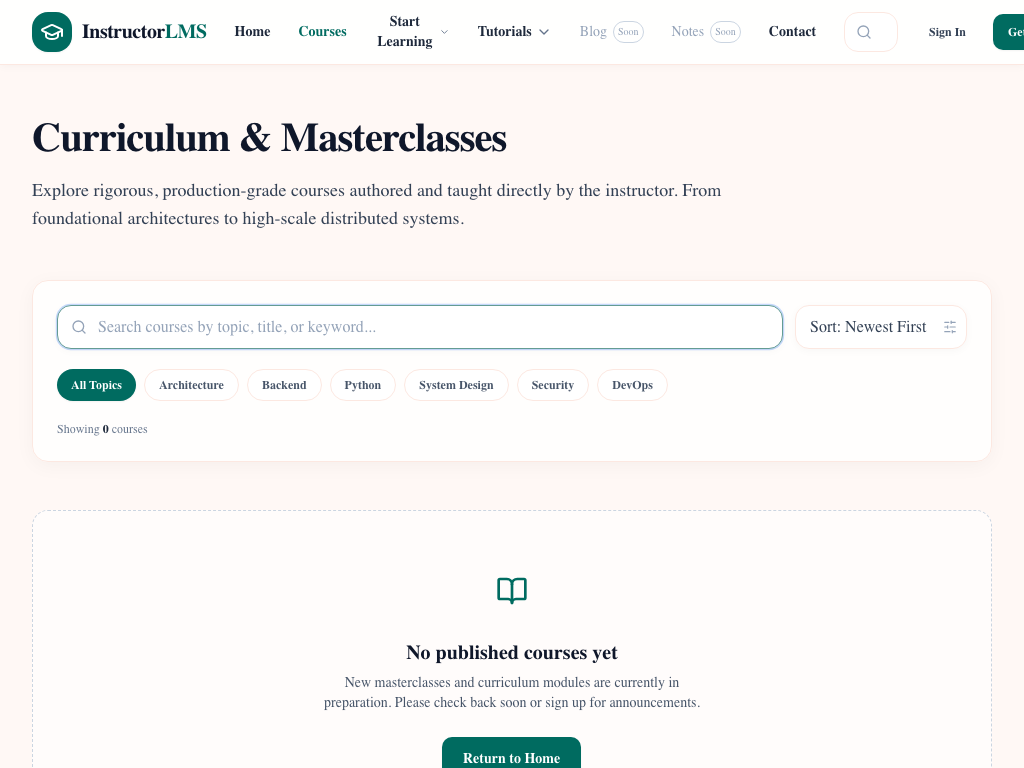 InstructorLMS
Home
Courses
Start
Learning
Tutorials
Blog Soon
Notes Soon
Contact
Sign In
Get
Curriculum & Masterclasses
Explore rigorous, production-grade courses authored and taught directly by the instructor. From
foundational architectures to high-scale distributed systems.
Search courses by topic, title, or keyword...
Sort: Newest First
All Topics
Architecture
Backend
Python
System Design
Security
DevOps
Showing 0 courses
No published courses yet
New masterclasses and curriculum modules are currently in
preparation. Please check back soon or sign up for announcements.
Return to Home